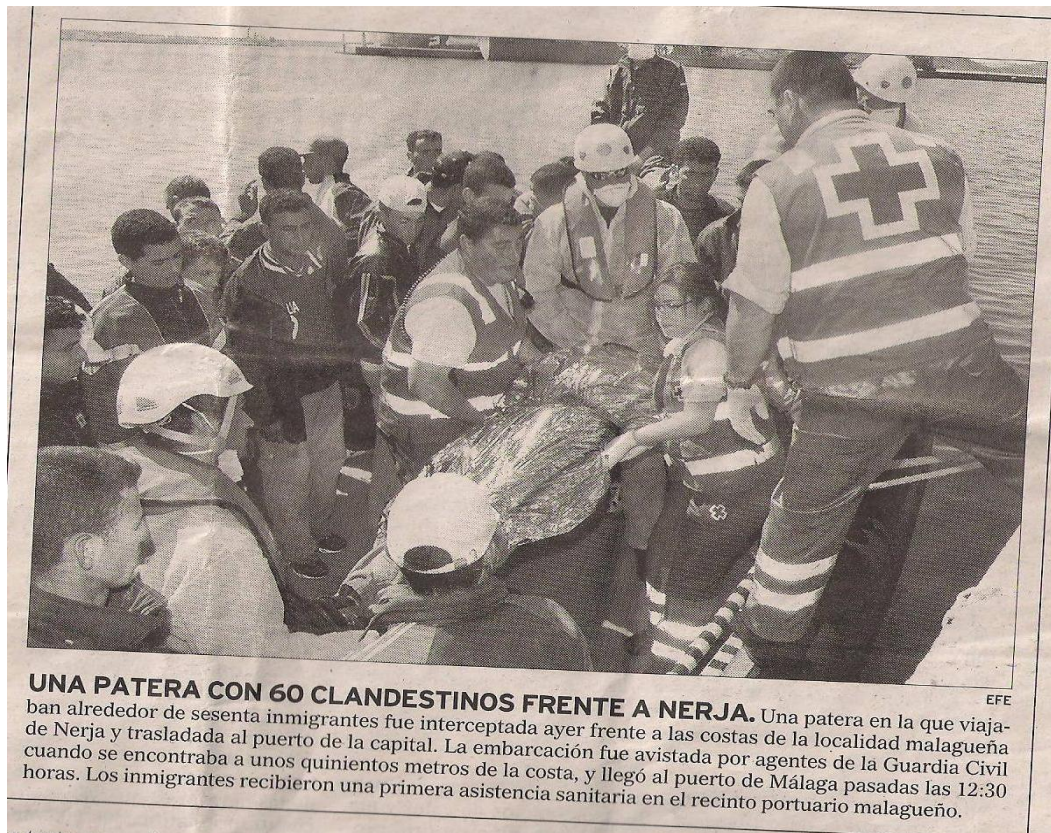 EFE
UNA PATERA CON 60 CLANDESTINOS FRENTE A NERJA. Una patera en la que viaja-
ban alrededor de sesenta inmigrantes fue interceptada ayer frente a las costas de la localidad malagueña
de Nerja y trasladada al puerto de la capital. La embarcación fue avistada por agentes de la Guardia Civil
cuando se encontraba a unos quinientos metros de la costa, y llegó al puerto de Málaga pasadas las 12:30
horas. Los inmigrantes recibieron una primera asistencia sanitaria en el recinto portuario malagueño.